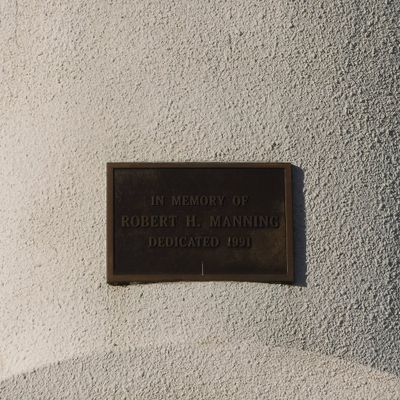 IN MEMORY OF
ROBERT H. MANNING
DEDICATED 1991